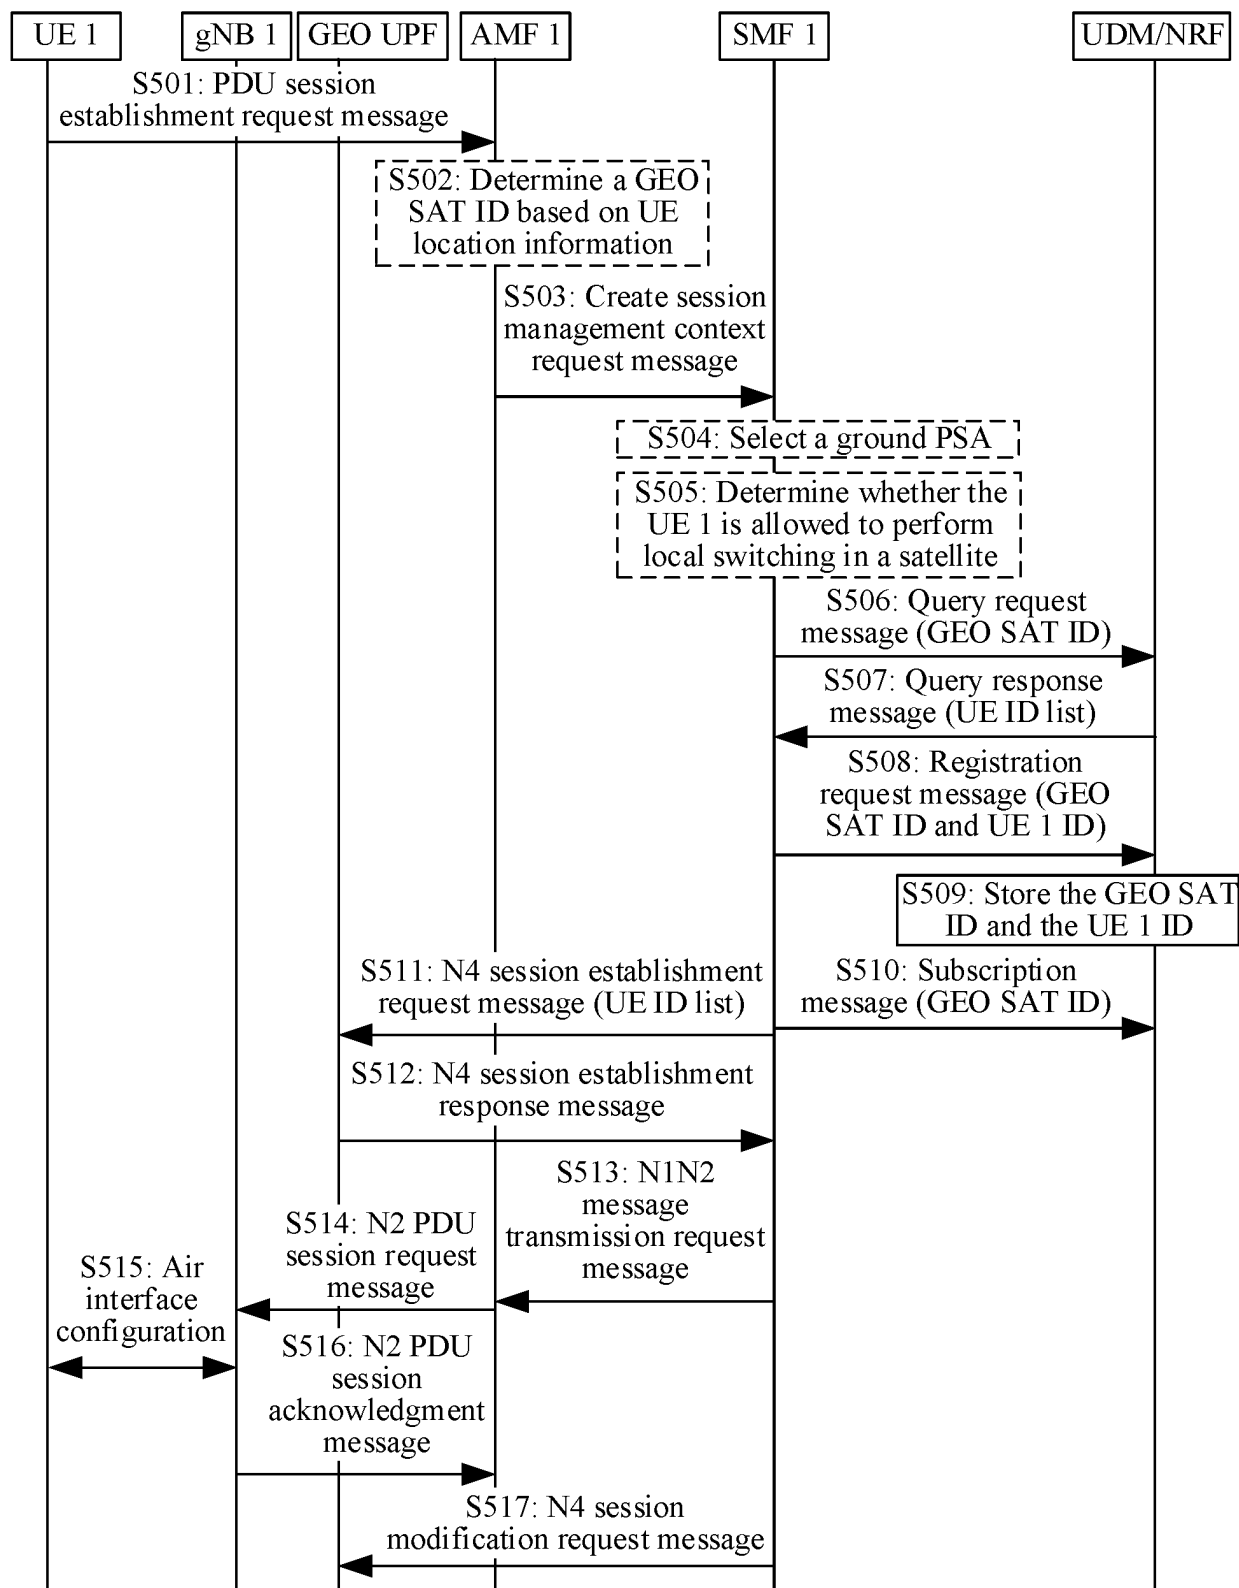 UE 1
gNB 1
GEO UPF
AMF 1
SMF 1
UDM/NRF
S501: PDU session
establishment request message
S502: Determine a GEO
SAT ID based on UE
location information
S503: Create session
management context
request message
S504: Select a ground PSA
S505: Determine whether the
UE 1 is allowed to perform
local switching in a satellite
S506: Query request
message (GEO SAT ID)
S507: Query response
message (UE ID list)
S508: Registration
request message (GEO
SAT ID and UE 1 ID)
S509: Store the GEO SAT
ID and the UE 1 ID
S511: N4 session establishment
request message (UE ID list)
S510: Subscription
message (GEO SAT ID)
S512: N4 session establishment
response message
S513: N1N2
message
transmission request
message
S514: N2 PDU
session request
message
S515: Air
interface
configuration
S516: N2 PDU
session
acknowledgment
message
S517: N4 session
modification request message